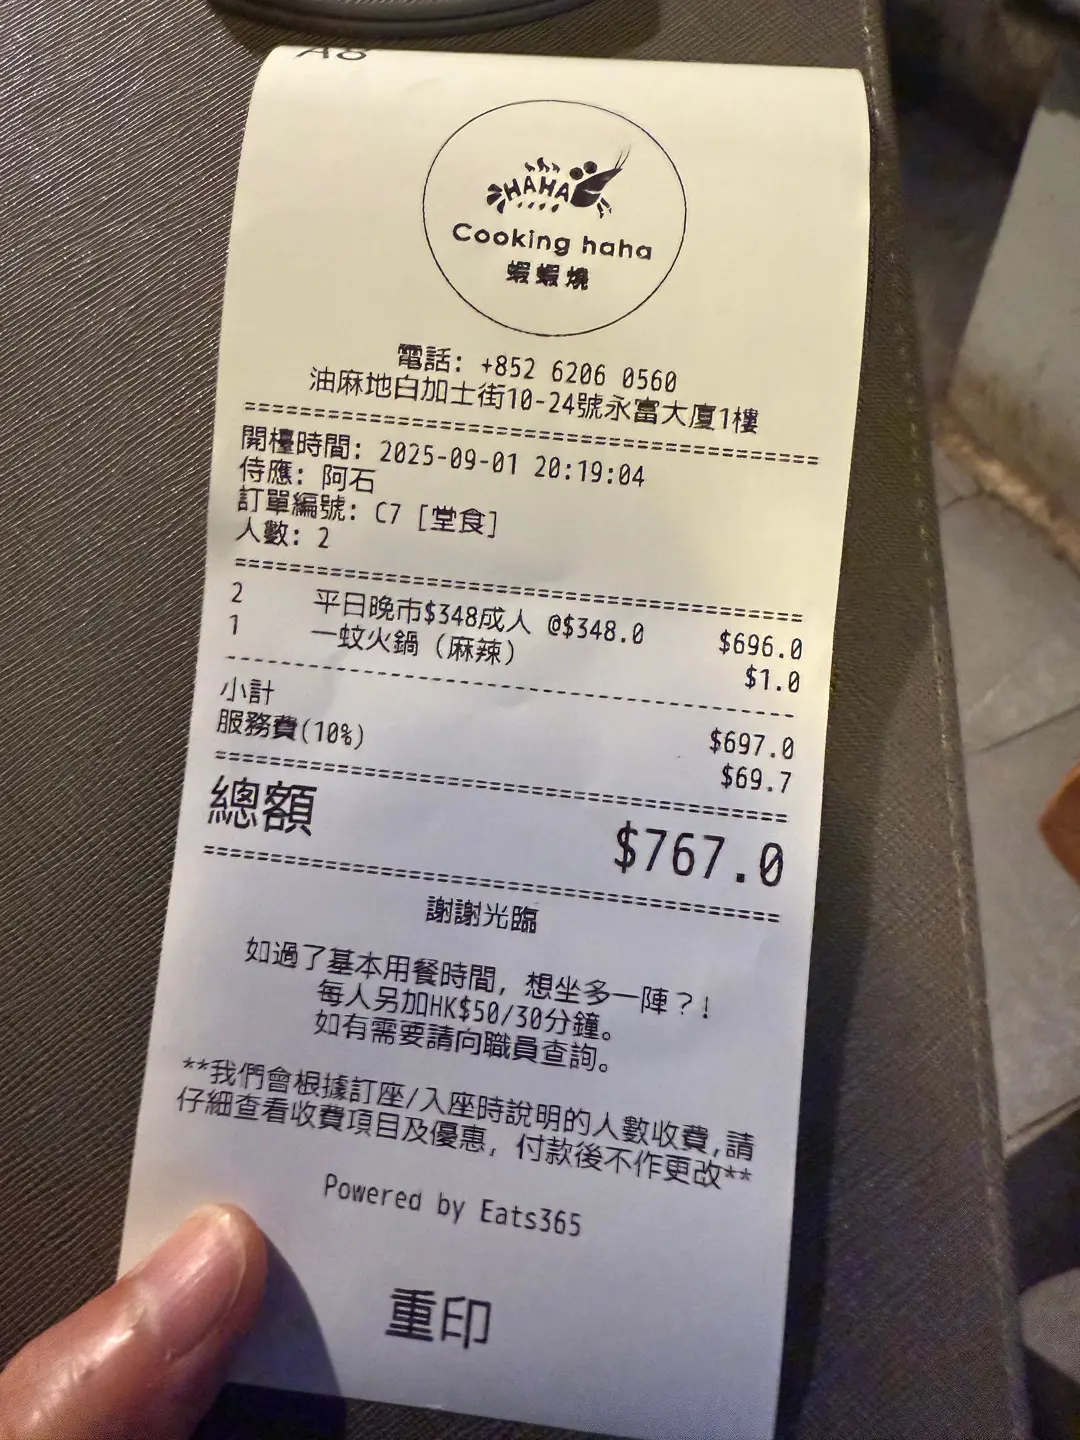 A8
HAHA
Cooking haha
蝦蝦燒
電話: +852 6206 0560
油麻地白加士街10-24號永富大廈1樓
開檯時間: 2025-09-01 20:19:04
侍應: 阿石
訂單編號: C7 [堂食]
人數: 2
2 平日晚市$348成人 @$348.0 $696.0
1 一蚊火鍋 (麻辣) $1.0
小計 $697.0
服務費(10%) $69.7
總額 $767.0
謝謝光臨
如過了基本用餐時間, 想坐多一陣?!
每人另加HK$50/30分鐘。
如有需要請向職員查詢。
**我們會根據訂座/入座時說明的人數收費,請
仔細查看收費項目及優惠, 付款後不作更改**
Powered by Eats365
重印